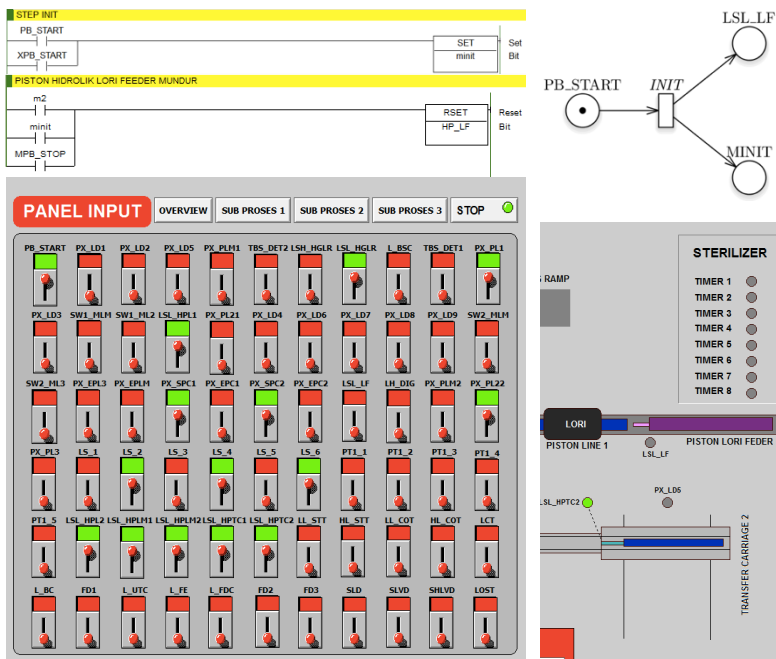 STEP INIT
PB_START
XPB_START
SET
minit
Set
Bit
PISTON HIDROLIK LORI FEEDER MUNDUR
m2
minit
MPB_STOP
RSET
HP_LF
Reset
Bit
LSL_LF
PB_START
INIT
MINIT
PANEL INPUT
OVERVIEW
SUB PROSES 1
SUB PROSES 2
SUB PROSES 3
STOP
PB_START PX_LD1 PX_LD2 PX_LD5 PX_PLM1 TBS_DET2 LSH_HGLR LSL_HGLR L_BSC TBS_DET1 PX_PL1
PX_LD3 SW1_MLM SW1_ML2 LSL_HPL1 PX_PL21 PX_LD4 PX_LD6 PX_LD7 PX_LD8 PX_LD9 SW2_MLM
SW2_ML3 PX_EPL3 PX_EPLM PX_SPC1 PX_EPC1 PX_SPC2 PX_EPC2 LSL_LF LH_DIG PX_PLM2 PX_PL22
PX_PL3 LS_1 LS_2 LS_3 LS_4 LS_5 LS_6 PT1_1 PT1_2 PT1_3 PT1_4
PT1_5 LSL_HPL2 LSL_HPLM1 LSL_HPLM2 LSL_HPTC1 LSL_HPTC2 LL_STT HL_STT LL_COT HL_COT LCT
L_BC FD1 L_UTC L_FE L_FDC FD2 FD3 SLD SLVD SHLVD LOST
STERILIZER
TIMER 1
TIMER 2
TIMER 3
TIMER 4
TIMER 5
TIMER 6
TIMER 7
TIMER 8
RAMP
LORI
PISTON LINE 1
LSL_LF
PISTON LORI FEDER
LSL_HPTC2
PX_LD5
TRANSFER CARRIAGE 2